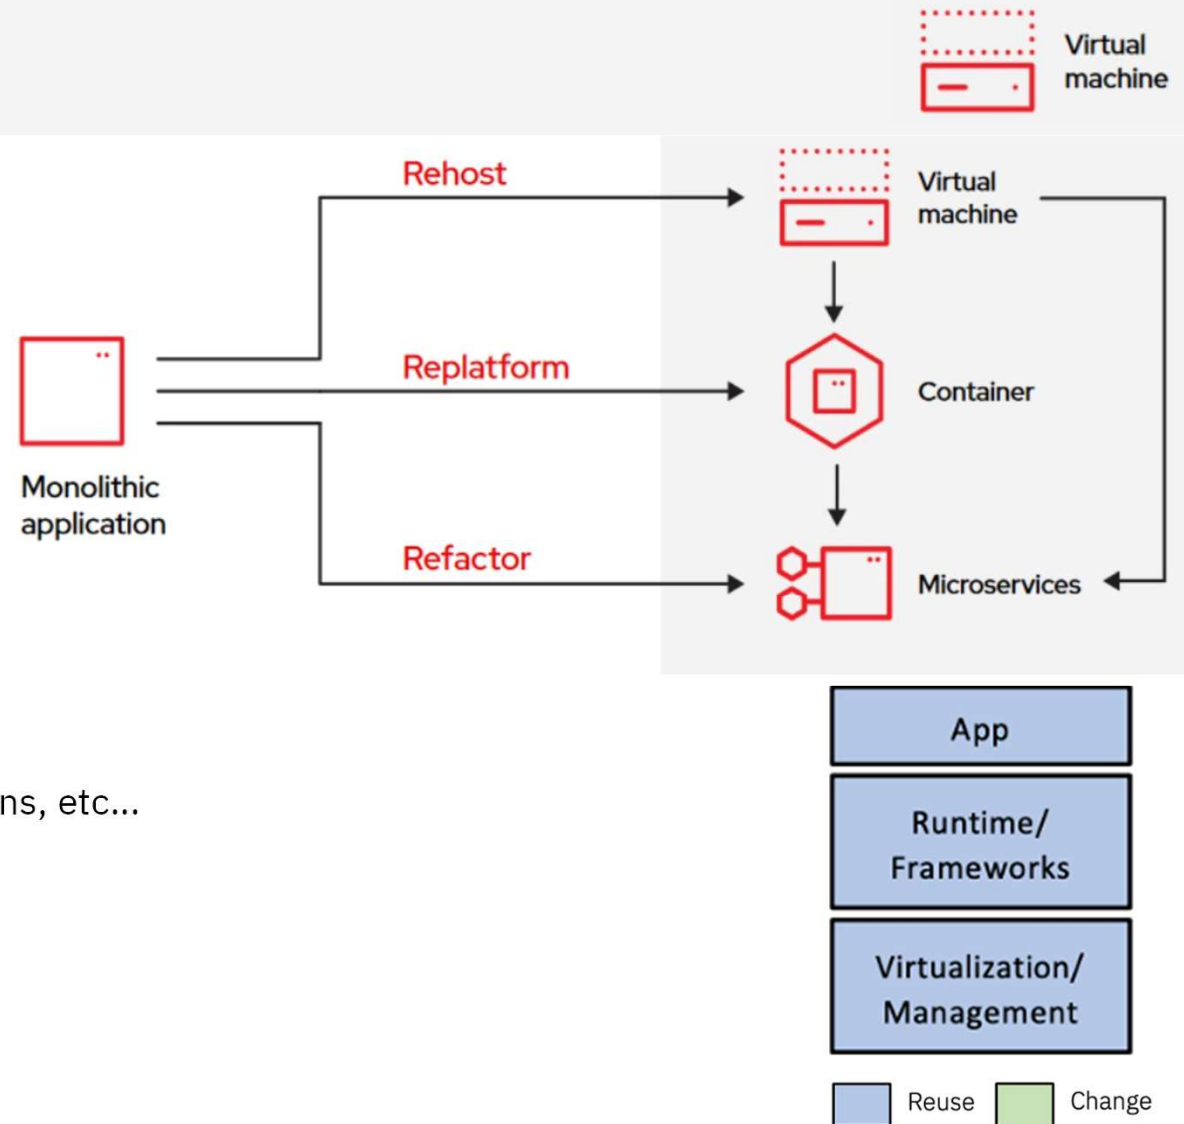 Virtual
machine
Rehost
Virtual
machine
Replatform
Container
Monolithic
application
Refactor
Microservices
App
ns, etc...
Runtime/
Frameworks
Virtualization/
Management
Reuse
Change